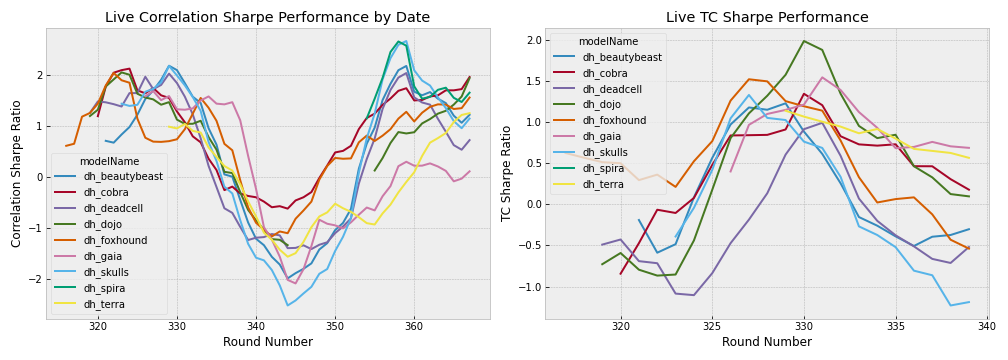 Live Correlation Sharpe Performance by Date
Correlation Sharpe Ratio
2
1
0
−1
−2
modelName
dh_beautybeast
dh_cobra
dh_deadcell
dh_dojo
dh_foxhound
dh_gaia
dh_skulls
dh_spira
dh_terra
320
330
340
350
360
Round Number
Live TC Sharpe Performance
TC Sharpe Ratio
2.0
1.5
1.0
0.5
0.0
−0.5
−1.0
modelName
dh_beautybeast
dh_cobra
dh_deadcell
dh_dojo
dh_foxhound
dh_gaia
dh_skulls
dh_spira
dh_terra
320
325
330
335
340
Round Number